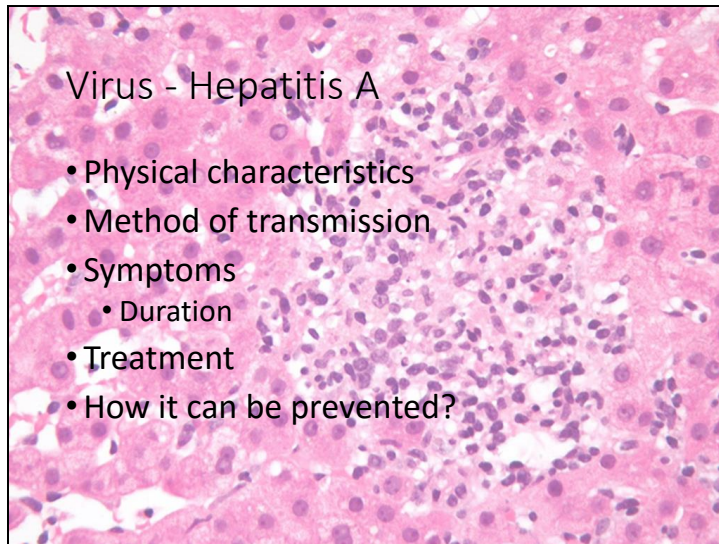 Virus - Hepatitis A
• Physical characteristics
• Method of transmission
• Symptoms
• Duration
• Treatment
• How it can be prevented?